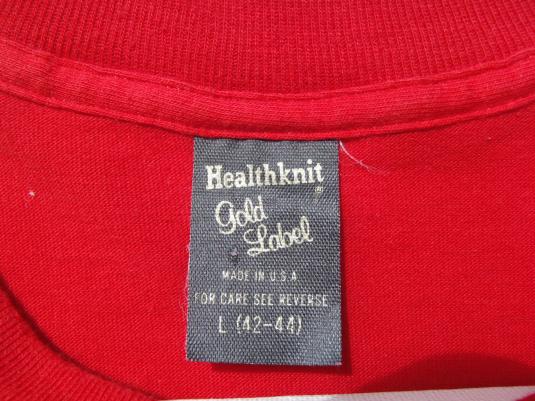 Healthknit®
Gold
Label
MADE IN U.S.A
FOR CARE SEE REVERSE
L (42-44)